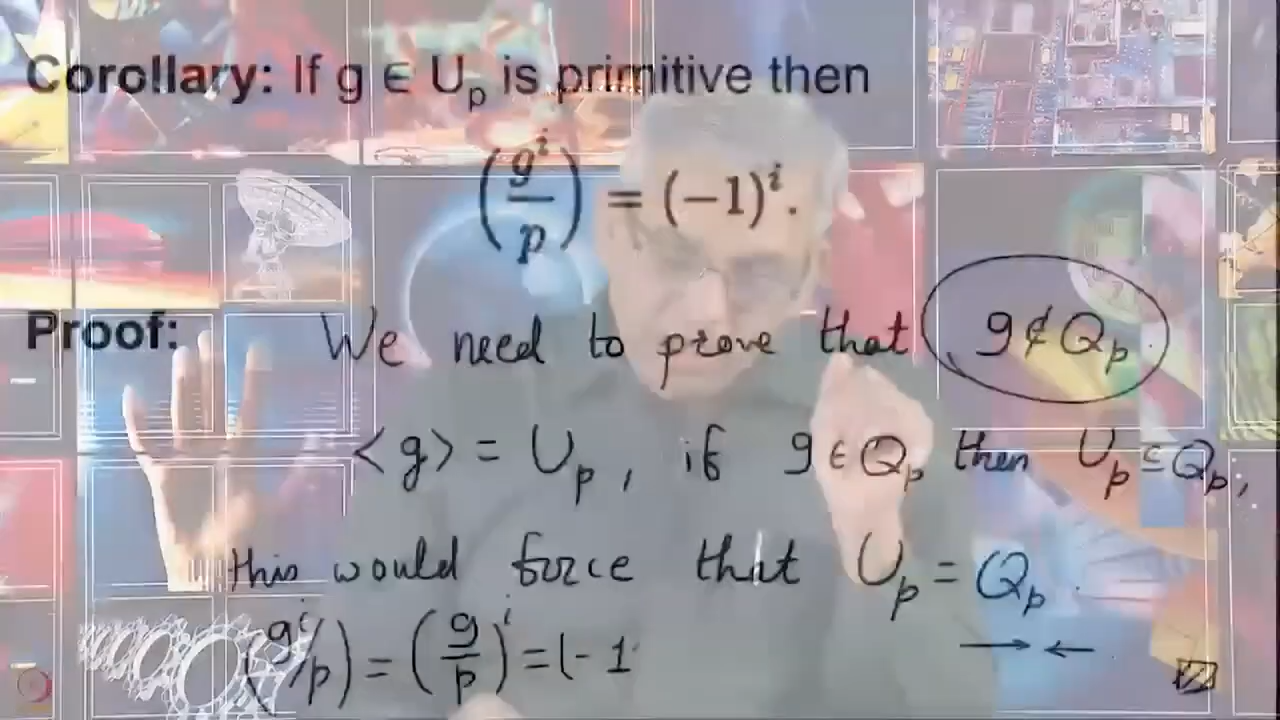 Corollary: If g ∈ Uₚ is primitive then
(gⁱ/p) = (−1)ⁱ.
Proof: We need to prove that g ∉ Qₚ
<g> = Uₚ, if g ∈ Qₚ then Uₚ ⊆ Qₚ,
this would force that Uₚ = Qₚ
(gⁱ/p) = (g/p)ⁱ = (-1 → ←